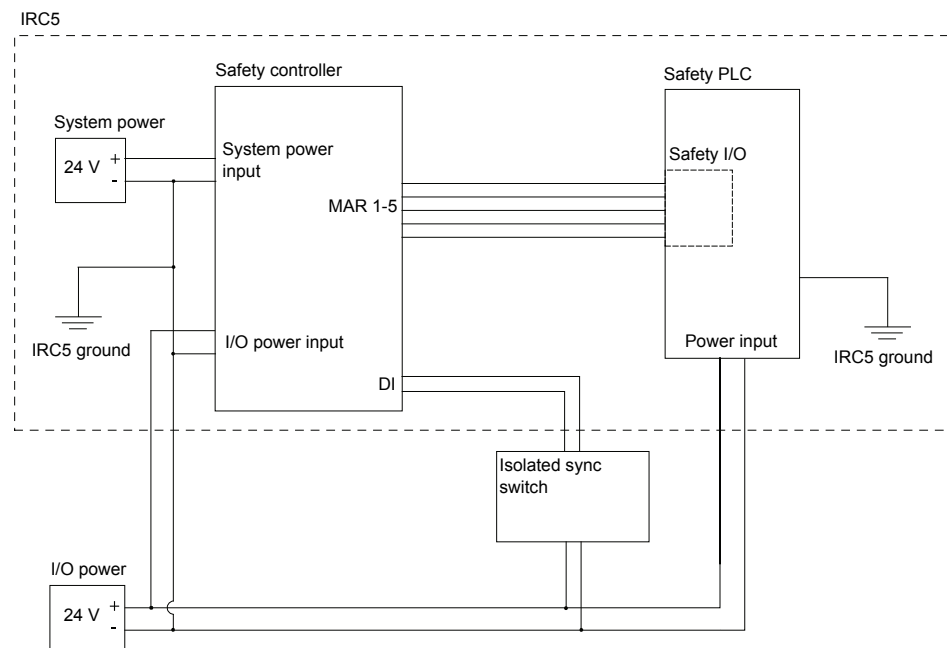 IRC5
Safety controller
Safety PLC
System power
24 V
+
-
System power
input
Safety I/O
MAR 1-5
IRC5 ground
I/O power input
Power input
IRC5 ground
DI
Isolated sync
switch
I/O power
24 V
+
-